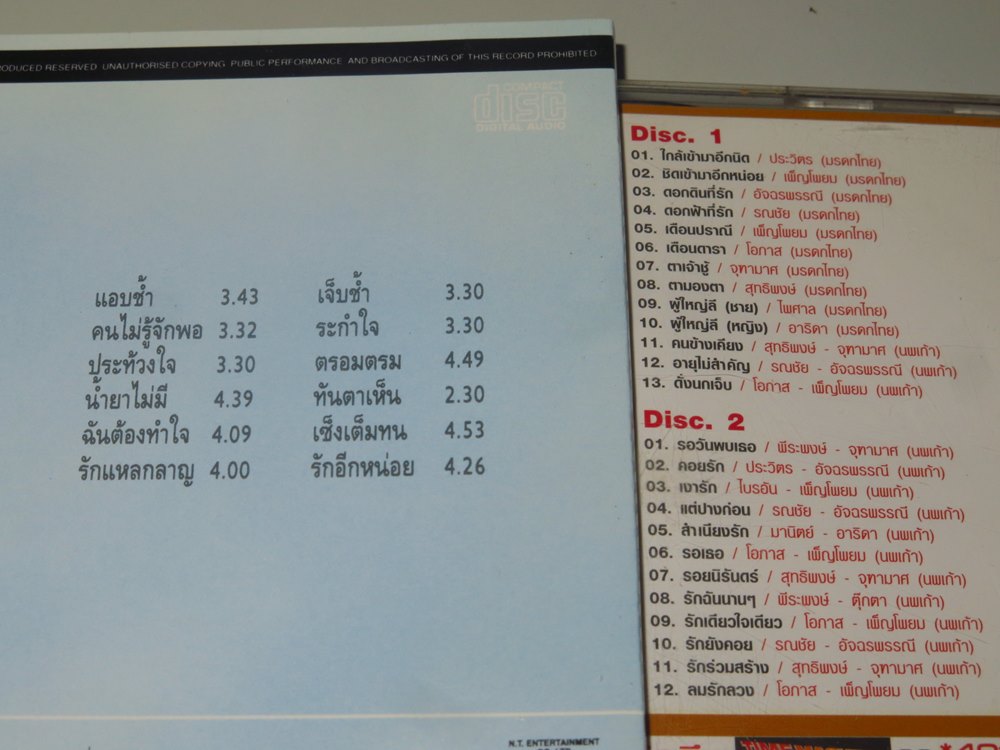 ODUCED RESERVED UNAUTHORISED COPYING PUBLIC PERFORMANCE AND BROADCASTING OF THIS RECORD PROHIBITED
COMPACT
disc
DIGITAL AUDIO
แอบช้ำ 3.43
คนไม่รู้จักพอ 3.32
ประท้วงใจ 3.30
น้ำยาไม่มี 4.39
ฉันต้องทำใจ 4.09
รักแหลกลาญ 4.00
เจ็บช้ำ 3.30
ระกำใจ 3.30
ตรอมตรม 4.49
ทันตาเห็น 2.30
เซ็งเต็มทน 4.53
รักอีกหน่อย 4.26
N.T. ENTERTAINMENT
Disc. 1
01. ใกล้เข้ามาอีกนิด / ประวิตร (มรดกไทย)
02. ชิดเข้ามาอีกหน่อย / เพ็ญโพยม (มรดกไทย)
03. ดอกดินที่รัก / อัจฉรพรรณี (มรดกไทย)
04. ดอกฟ้าที่รัก / รณชัย (มรดกไทย)
05. เดือนปราณี / เพ็ญโพยม (มรดกไทย)
06. เดือนดารา / โอภาส (มรดกไทย)
07. ตาเจ้าชู้ / จุฑามาศ (มรดกไทย)
08. ตามองตา / สุทธิพงษ์ (มรดกไทย)
09. ผู้ใหญ่ลี (ชาย) / ไพศาล (มรดกไทย)
10. ผู้ใหญ่ลี (หญิง) / อาริดา (มรดกไทย)
11. คนข้างเคียง / สุทธิพงษ์ - จุฑามาศ (นพเก้า)
12. อายุไม่สำคัญ / รณชัย - อัจฉรพรรณี (นพเก้า)
13. ดั่งนกเจ็บ / โอภาส - เพ็ญโพยม (นพเก้า)
Disc. 2
01. รอวันพบเธอ / พีระพงษ์ - จุฑามาศ (นพเก้า)
02. คอยรัก / ประวิตร - อัจฉรพรรณี (นพเก้า)
03. เงารัก / ไบรอัน - เพ็ญโพยม (นพเก้า)
04. แต่ปางก่อน / รณชัย - อัจฉรพรรณี (นพเก้า)
05. สำเนียงรัก / มานิตย์ - อาริดา (นพเก้า)
06. รอเธอ / โอภาส - เพ็ญโพยม (นพเก้า)
07. รอยนิรันดร์ / สุทธิพงษ์ - จุฑามาศ (นพเก้า)
08. รักฉันนานๆ / พีระพงษ์ - ตุ๊กตา (นพเก้า)
09. รักเดียวใจเดียว / โอภาส - เพ็ญโพยม (นพเก้า)
10. รักยังคอย / รณชัย - อัจฉรพรรณี (นพเก้า)
11. รักร่วมสร้าง / สุทธิพงษ์ - จุฑามาศ (นพเก้า)
12. ลมรักลวง / โอภาส - เพ็ญโพยม (นพเก้า)